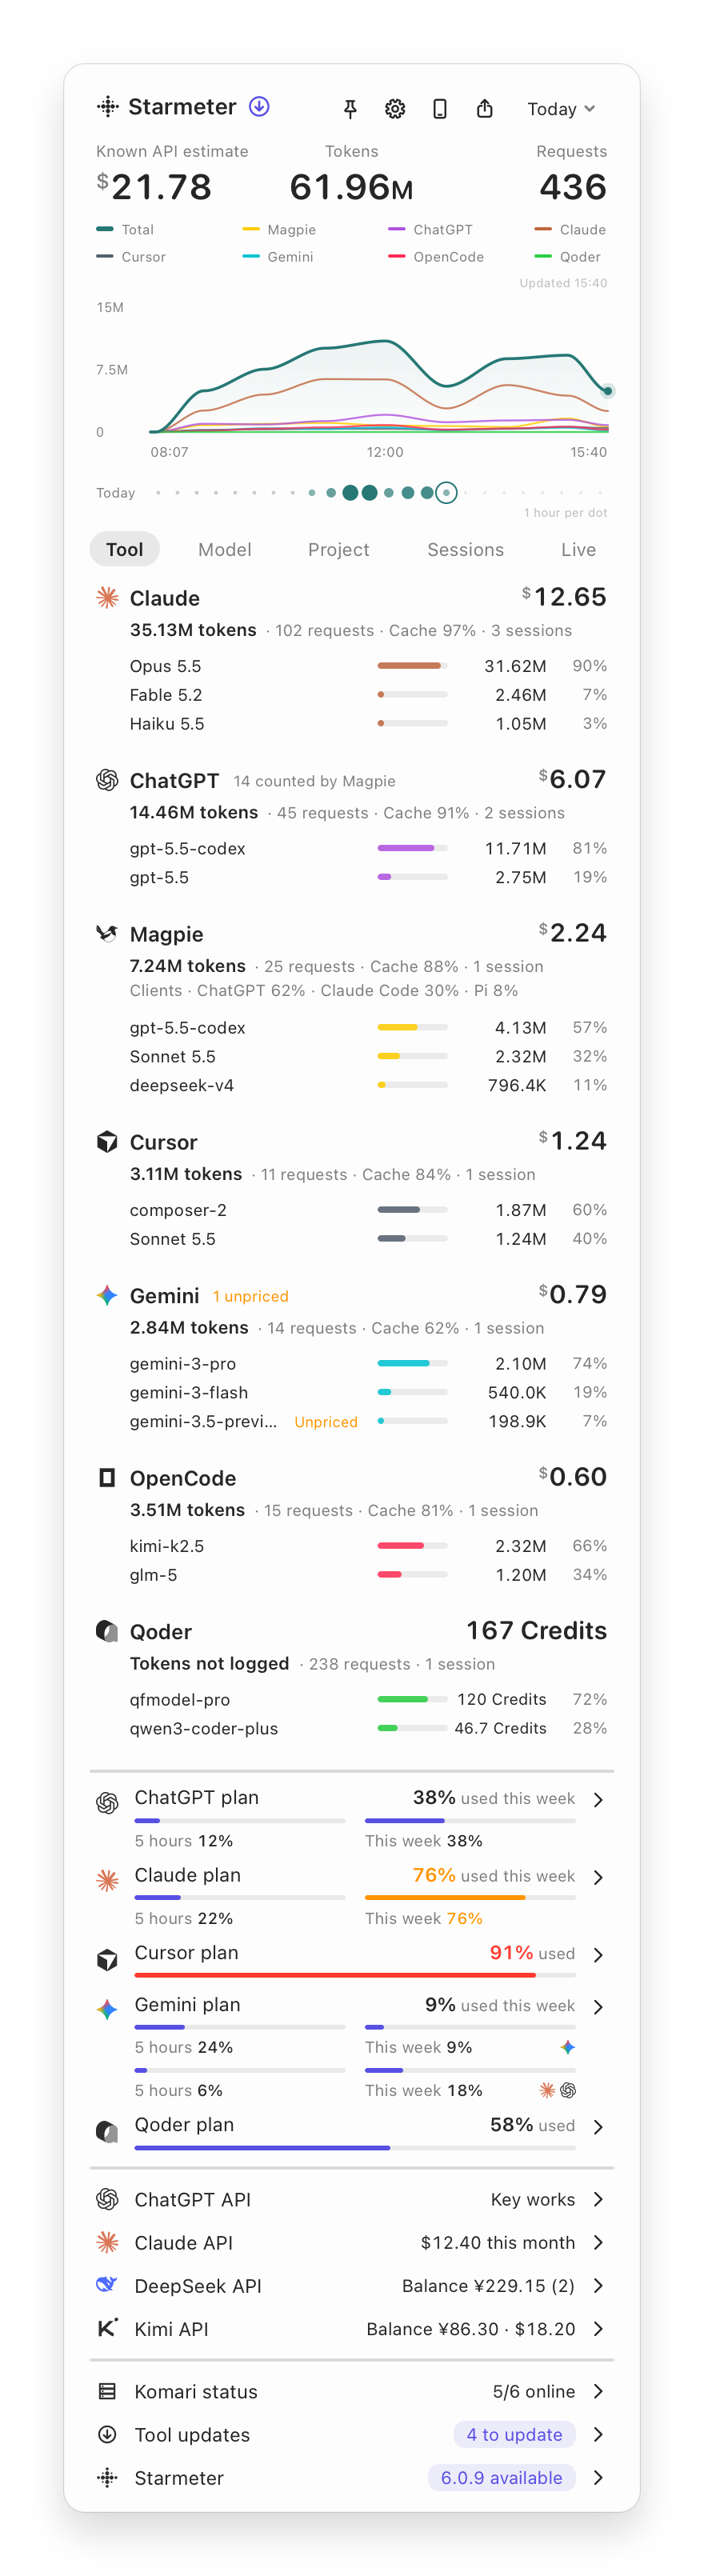 Starmeter Today
Known API estimate Tokens Requests
$21.78 61.96M 436
Total Magpie ChatGPT Claude
Cursor Gemini OpenCode Qoder
Updated 15:40
15M
7.5M
0
08:07 12:00 15:40
Today
1 hour per dot
Tool Model Project Sessions Live
Claude $12.65
35.13M tokens · 102 requests · Cache 97% · 3 sessions
Opus 5.5 31.62M 90%
Fable 5.2 2.46M 7%
Haiku 5.5 1.05M 3%
ChatGPT 14 counted by Magpie $6.07
14.46M tokens · 45 requests · Cache 91% · 2 sessions
gpt-5.5-codex 11.71M 81%
gpt-5.5 2.75M 19%
Magpie $2.24
7.24M tokens · 25 requests · Cache 88% · 1 session
Clients · ChatGPT 62% · Claude Code 30% · Pi 8%
gpt-5.5-codex 4.13M 57%
Sonnet 5.5 2.32M 32%
deepseek-v4 796.4K 11%
Cursor $1.24
3.11M tokens · 11 requests · Cache 84% · 1 session
composer-2 1.87M 60%
Sonnet 5.5 1.24M 40%
Gemini 1 unpriced $0.79
2.84M tokens · 14 requests · Cache 62% · 1 session
gemini-3-pro 2.10M 74%
gemini-3-flash 540.0K 19%
gemini-3.5-previ... Unpriced 198.9K 7%
OpenCode $0.60
3.51M tokens · 15 requests · Cache 81% · 1 session
kimi-k2.5 2.32M 66%
glm-5 1.20M 34%
Qoder 167 Credits
Tokens not logged · 238 requests · 1 session
qfmodel-pro 120 Credits 72%
qwen3-coder-plus 46.7 Credits 28%
ChatGPT plan 38% used this week
5 hours 12% This week 38%
Claude plan 76% used this week
5 hours 22% This week 76%
Cursor plan 91% used
Gemini plan 9% used this week
5 hours 24% This week 9%
5 hours 6% This week 18%
Qoder plan 58% used
ChatGPT API Key works
Claude API $12.40 this month
DeepSeek API Balance ¥229.15 (2)
Kimi API Balance ¥86.30 · $18.20
Komari status 5/6 online
Tool updates 4 to update
Starmeter 6.0.9 available